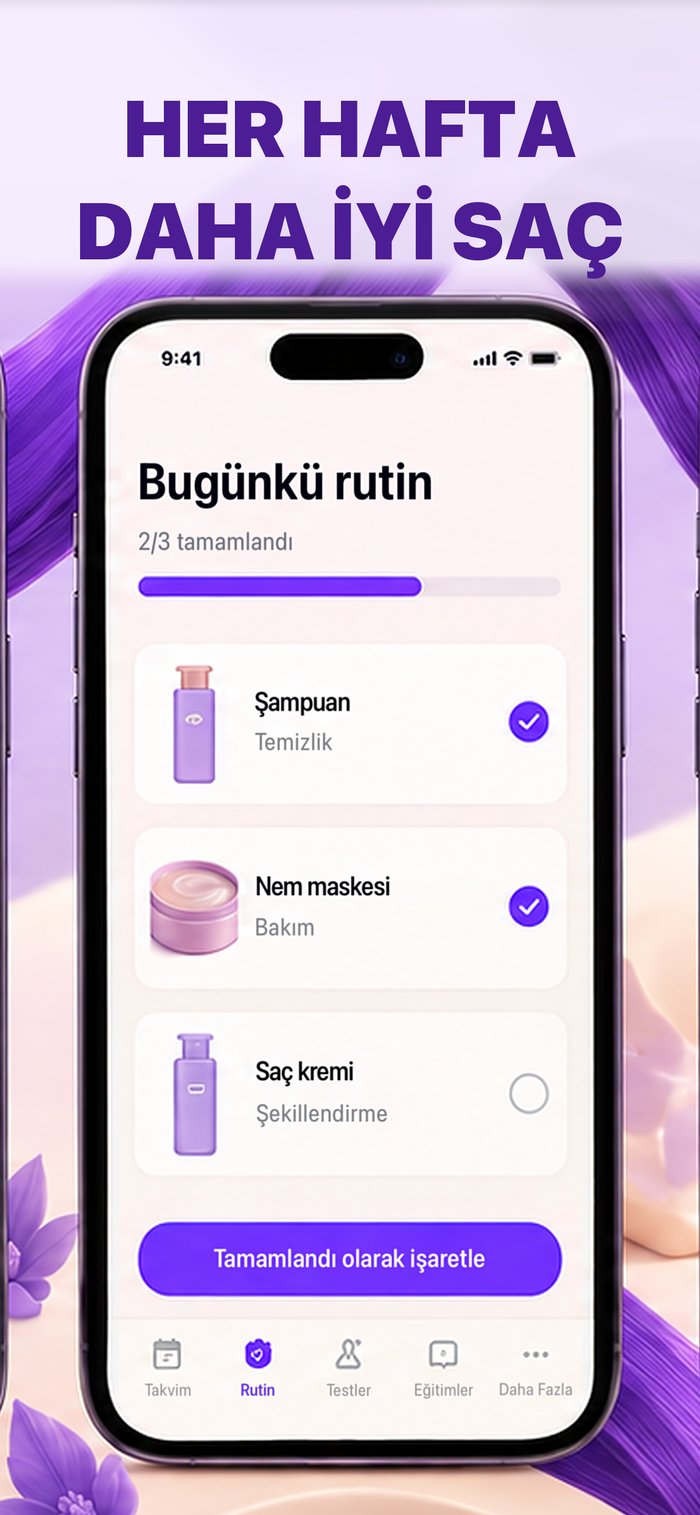 HER HAFTA
DAHA İYİ SAÇ
9:41
Bugünkü rutin
2/3 tamamlandı
Şampuan
Temizlik
Nem maskesi
Bakım
Saç kremi
Şekillendirme
Tamamlandı olarak işaretle
Takvim
Rutin
Testler
Eğitimler
Daha Fazla